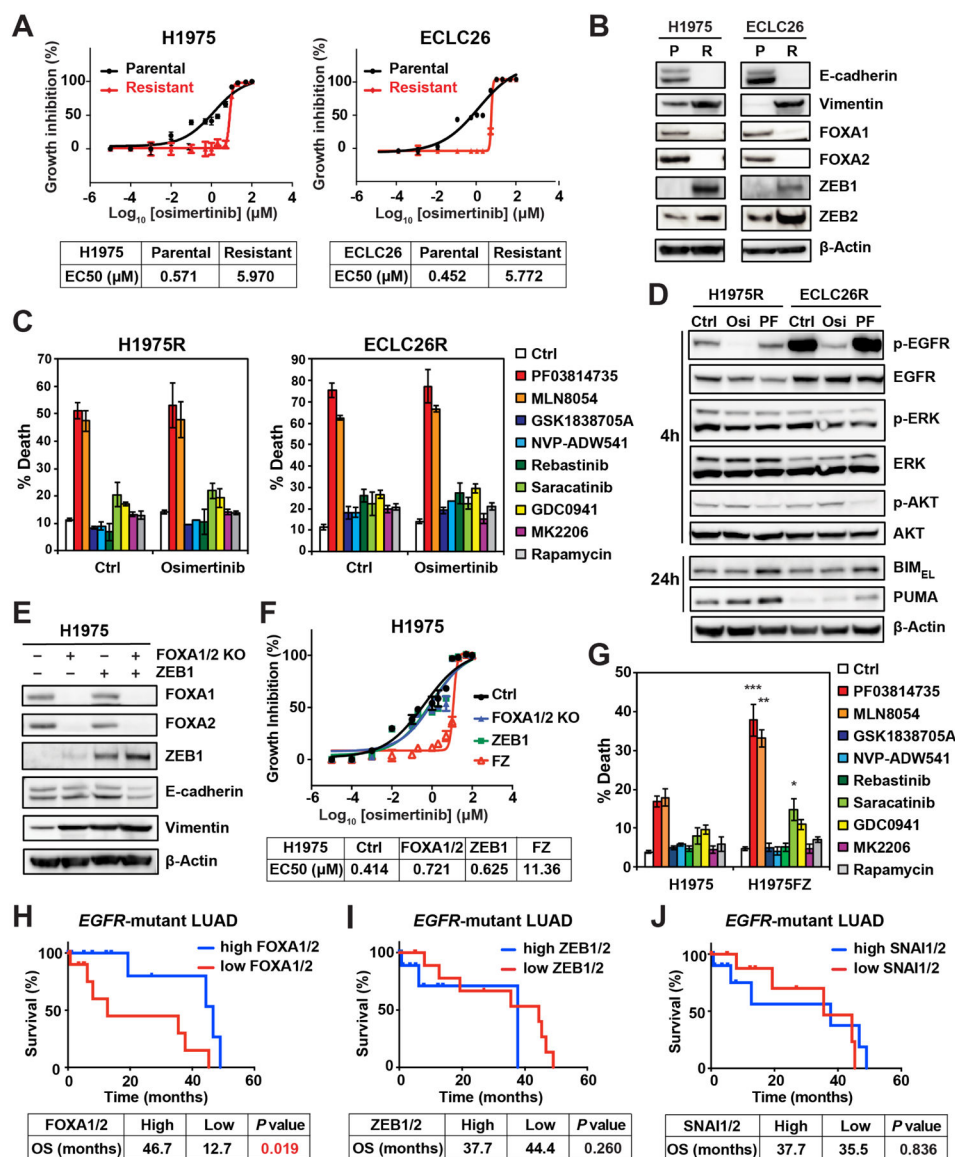 A
H1975
ECLC26
Growth inhibition (%)
100
50
0
Parental
Resistant
-6 -4 -2 0 2 4
Log10 [osimertinib] (µM)
Growth inhibition (%)
100
50
0
Parental
Resistant
-6 -4 -2 0 2 4
Log10 [osimertinib] (µM)
H1975 Parental Resistant
EC50 (µM) 0.571 5.970
ECLC26 Parental Resistant
EC50 (µM) 0.452 5.772
B
H1975 ECLC26
P R P R
E-cadherin
Vimentin
FOXA1
FOXA2
ZEB1
ZEB2
β-Actin
C
H1975R
% Death
70
60
50
40
30
20
10
0
Ctrl Osimertinib
ECLC26R
% Death
90
80
70
60
50
40
30
20
10
0
Ctrl Osimertinib
Ctrl
PF03814735
MLN8054
GSK1838705A
NVP-ADW541
Rebastinib
Saracatinib
GDC0941
MK2206
Rapamycin
D
H1975R ECLC26R
Ctrl Osi PF Ctrl Osi PF
4h
p-EGFR
EGFR
p-ERK
ERK
p-AKT
AKT
24h
BIMEL
PUMA
β-Actin
E
H1975
– + – + FOXA1/2 KO
– – + + ZEB1
FOXA1
FOXA2
ZEB1
E-cadherin
Vimentin
β-Actin
F
H1975
Growth Inhibition (%)
100
50
0
Ctrl
FOXA1/2 KO
ZEB1
FZ
-6 -4 -2 0 2 4
Log10 [osimertinib] (µM)
H1975 Ctrl FOXA1/2 ZEB1 FZ
EC50 (µM) 0.414 0.721 0.625 11.36
G
% Death
50
40
30
20
10
0
***
**
*
H1975 H1975FZ
Ctrl
PF03814735
MLN8054
GSK1838705A
NVP-ADW541
Rebastinib
Saracatinib
GDC0941
MK2206
Rapamycin
H
EGFR-mutant LUAD
high FOXA1/2
low FOXA1/2
Survival (%)
100
50
0
0 20 40 60
Time (months)
FOXA1/2 High Low P value
OS (months) 46.7 12.7 0.019
I
EGFR-mutant LUAD
high ZEB1/2
low ZEB1/2
Survival (%)
100
50
0
0 20 40 60
Time (months)
ZEB1/2 High Low P value
OS (months) 37.7 44.4 0.260
J
EGFR-mutant LUAD
high SNAI1/2
low SNAI1/2
Survival (%)
100
50
0
0 20 40 60
Time (months)
SNAI1/2 High Low P value
OS (months) 37.7 35.5 0.836